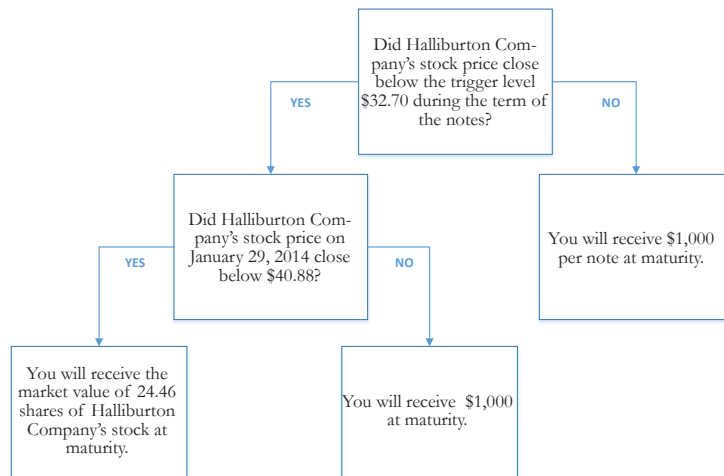 Did Halliburton Com-
pany's stock price close
below the trigger level
$32.70 during the term of
the notes?
YES
NO
Did Halliburton Com-
pany's stock price on
January 29, 2014 close
below $40.88?
You will receive $1,000
per note at maturity.
YES
NO
You will receive the
market value of 24.46
shares of Halliburton
Company's stock at
maturity.
You will receive $1,000
at maturity.